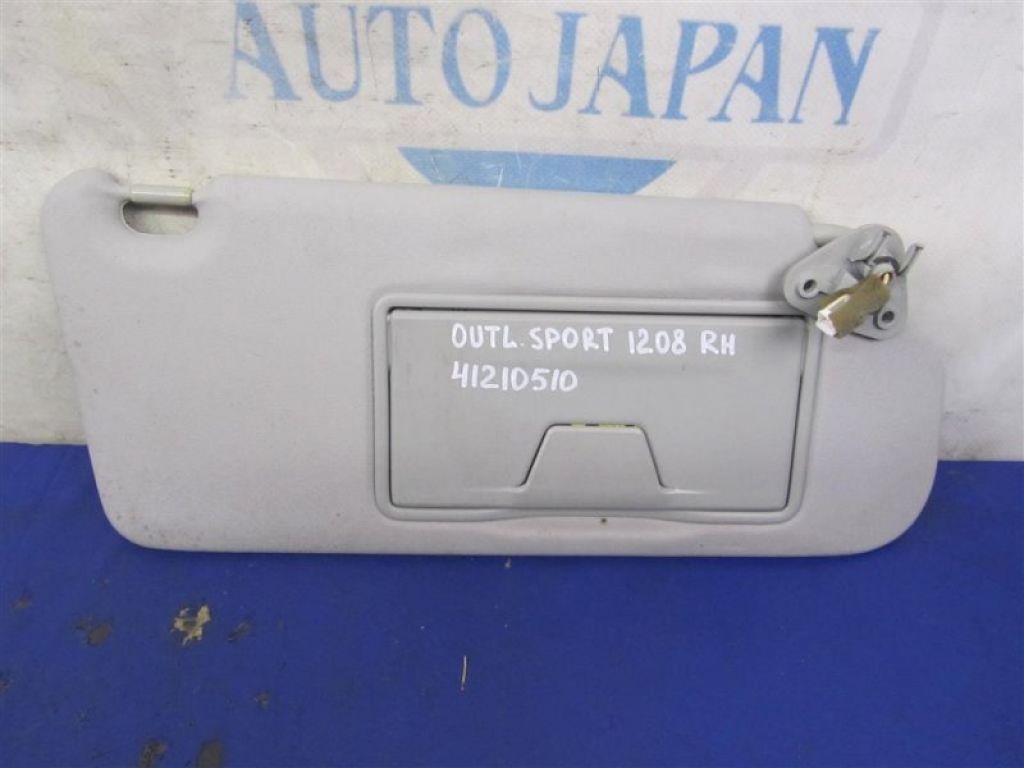 AUTO JAPAN
OUTL. SPORT 1208 RH
41210510